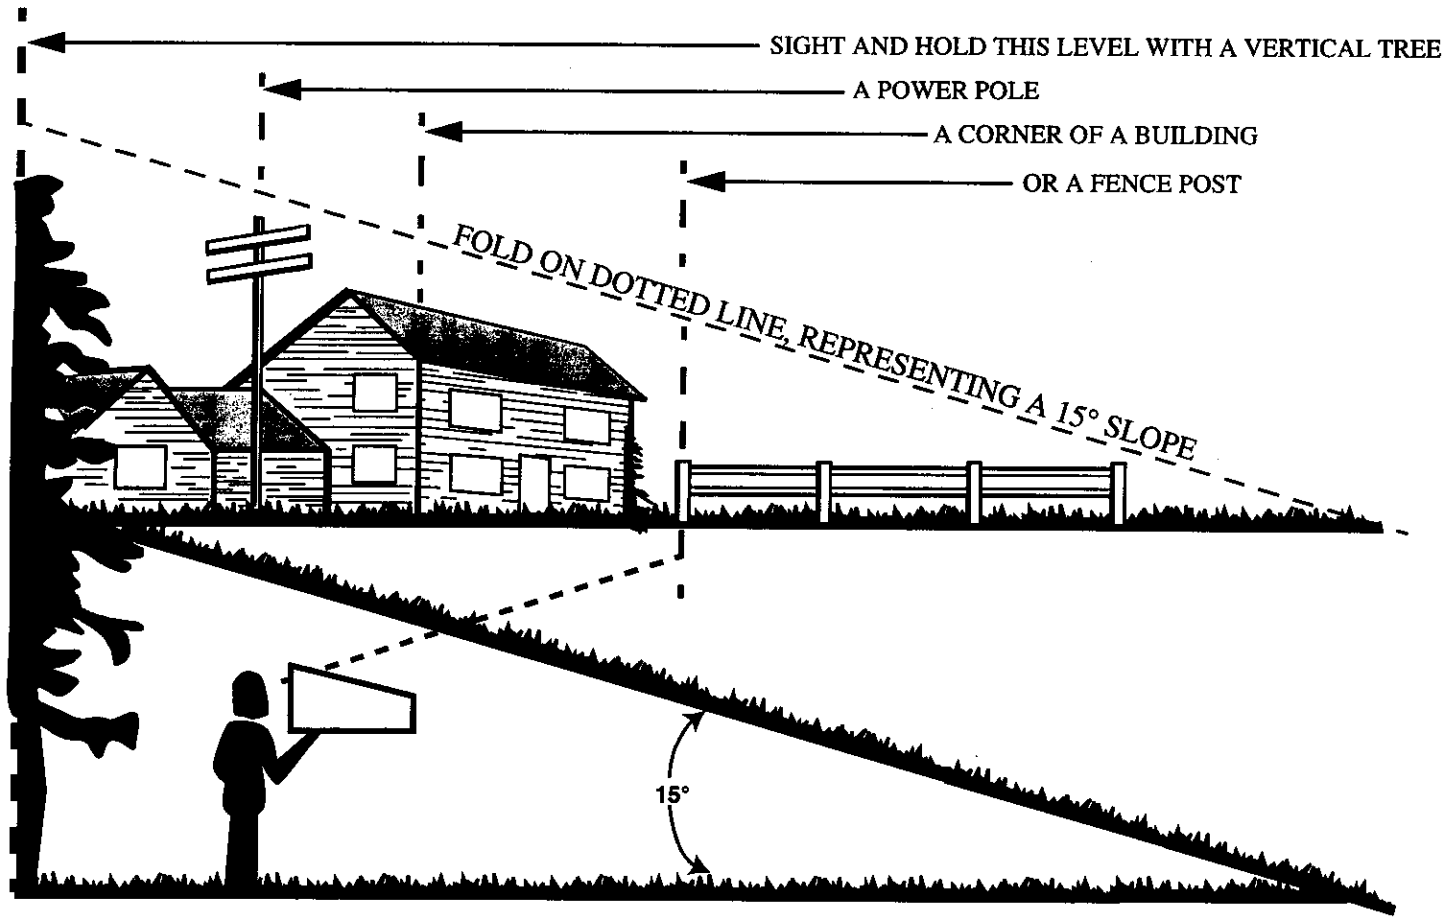 SIGHT AND HOLD THIS LEVEL WITH A VERTICAL TREE
A POWER POLE
A CORNER OF A BUILDING
OR A FENCE POST
FOLD ON DOTTED LINE, REPRESENTING A 15° SLOPE
15°